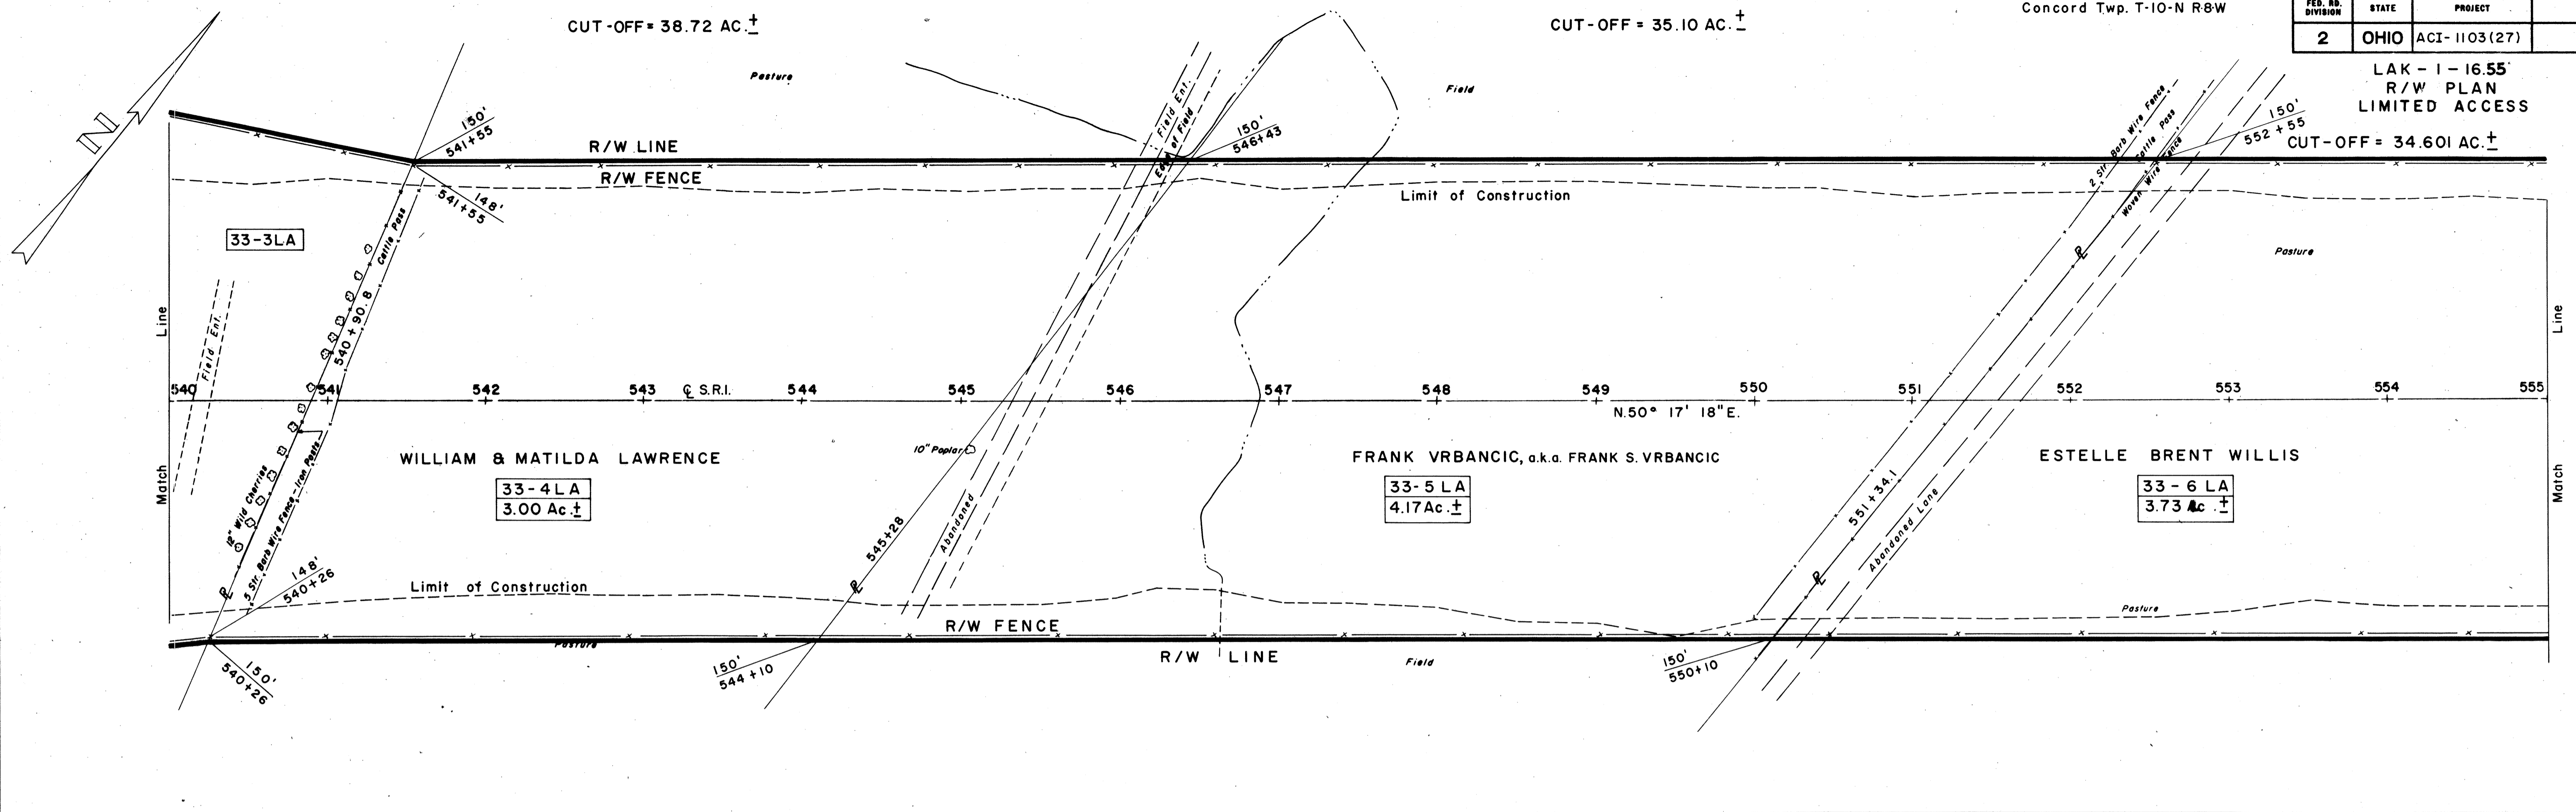 CUT-OFF = 38.72 AC.±
CUT-OFF = 35.10 AC.±
Concord Twp. T-10-N R-8-W
FED. RD. DIVISION
STATE
PROJECT
2
OHIO
ACI-1103(27)
LAK-1-16.55
R/W PLAN
LIMITED ACCESS
CUT-OFF = 34.601 AC.±
N
Pasture
Field
150'
541+55
R/W LINE
R/W FENCE
148'
541+55
Field Ent.
Edge of Field
150'
546+43
Limit of Construction
2 Str. Barb Wire Fence
Cattle Pass
Woven Wire Fence
150'
552+55
33-3LA
Cattle Pass
540+90.8
Field Ent.
Pasture
Line
Line
540
541
542
543
℄ S.R.I.
544
545
546
547
548
549
550
551
552
553
554
555
N.50° 17' 18"E.
Match
Match
WILLIAM & MATILDA LAWRENCE
33-4LA
3.00 Ac.±
10" Poplar
FRANK VRBANCIC, a.k.a. FRANK S. VRBANCIC
33-5 LA
4.17 Ac.±
ESTELLE BRENT WILLIS
33-6 LA
3.73 Ac.±
12" Wild Cherries
5 Str. Barb Wire Fence-Iron Posts
545+28
Abandoned
551+34.1
Abandoned Lane
PL
PL
PL
PL
148'
540+26
Limit of Construction
R/W FENCE
Pasture
Pasture
150'
540+26
150'
544+10
R/W LINE
Field
150'
550+10